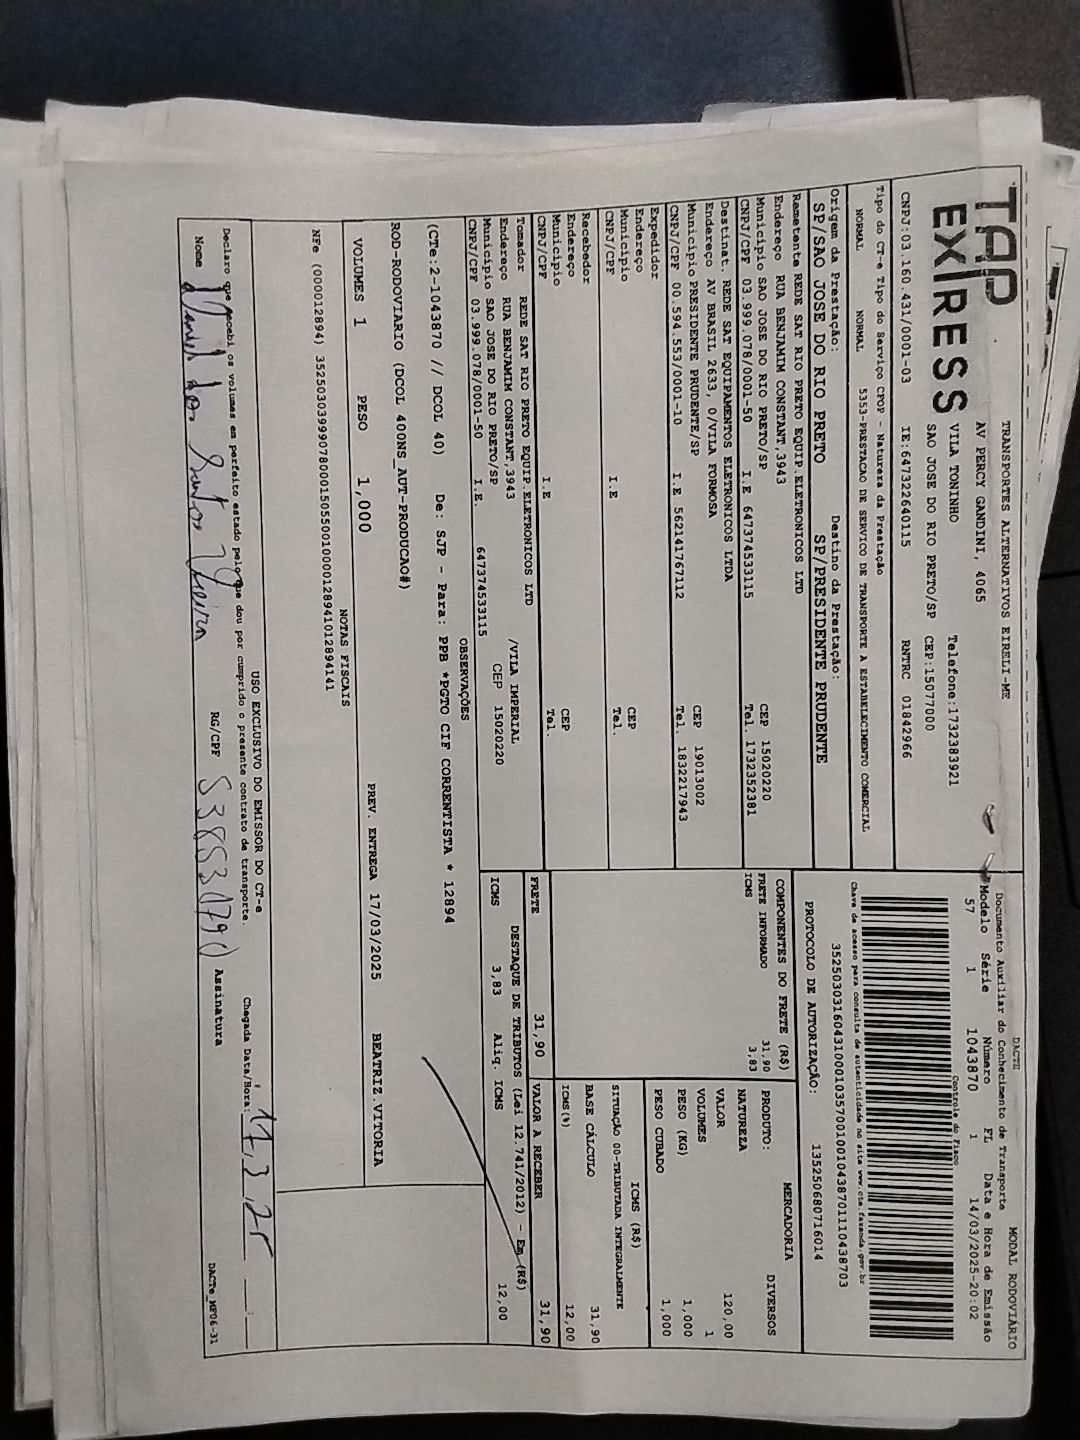 TAP
EXPRESS
TRANSPORTES ALTERNATIVOS EIRELI-ME
AV PERCY GANDINI, 4065
VILA TONINHO Telefone:1732383921
SAO JOSE DO RIO PRETO/SP CEP:15077000
CNPJ:03.160.431/0001-03 IE:647322640115 RNTRC 01842966
DACTE MODAL RODOVIÁRIO
Documento Auxiliar do Conhecimento de Transporte
Modelo Série Número FL Data e Hora de Emissão
57 1 1043870 1 14/03/2025-20:02
Controle do Fisco
Chave de acesso para consulta de autenticidade no site www.cte.fazenda.gov.br
PROTOCOLO DE AUTORIZAÇÃO: 135250680716014
Tipo do CT-e Tipo do Serviço CFOP - Natureza da Prestação
NORMAL NORMAL 5353-PRESTACAO DE SERVICO DE TRANSPORTE A ESTABELECIMENTO COMERCIAL
Origem da Prestação: Destino da Prestação:
SP/SAO JOSE DO RIO PRETO SP/PRESIDENTE PRUDENTE
Remetente REDE SAT RIO PRETO EQUIP.ELETRONICOS LTD
Endereço RUA BENJAMIM CONSTANT,3943 CEP 15020220
Município SAO JOSE DO RIO PRETO/SP Tel. 1732352381
CNPJ/CPF 03.999.078/0001-50 I.E 647374533115
Destinat. REDE SAT EQUIPAMENTOS ELETRONICOS LTDA
Endereço AV BRASIL 2633, 0/VILA FORMOSA CEP 19013002
Município PRESIDENTE PRUDENTE/SP Tel. 1832217943
CNPJ/CPF 00.594.553/0001-10 I.E 562141767112
Expedidor
Endereço CEP
Município Tel.
CNPJ/CPF I.E
Recebedor
Endereço CEP
Município Tel.
CNPJ/CPF I.E
Tomador REDE SAT RIO PRETO EQUIP.ELETRONICOS LTD
Endereço RUA BENJAMIM CONSTANT,3943 /VILA IMPERIAL
Município SAO JOSE DO RIO PRETO/SP CEP 15020220
CNPJ/CPF 03.999.078/0001-50 I.E. 647374533115
COMPONENTES DO FRETE (R$)
FRETE INFORMADO 31,90
ICMS 3,83
MERCADORIA
PRODUTO: DIVERSOS
NATUREZA
VALOR 120,00
VOLUMES 1
PESO (KG) 1,000
PESO CUBADO 1,000
ICMS (R$)
SITUAÇÃO 00-TRIBUTADA INTEGRALMENTE
BASE CÁLCULO 31,90
ICMS(%) 12,00
FRETE 31,90 VALOR A RECEBER 31,90
DESTAQUE DE TRIBUTOS (Lei 12.741/2012) - Em (R$)
ICMS 3,83 Aliq. ICMS 12,00
OBSERVAÇÕES
(CTe:2-1043870 // DCOL 40) De: SJP - Para: PPB *PGTO CIF CORRENTISTA * 12894
ROD-RODOVIARIO (DCOL 400NS_AUT-PRODUCAO#)
VOLUMES 1 PESO 1,000 PREV. ENTREGA 17/03/2025 BEATRIZ.VITORIA
NOTAS FISCAIS
NFe (000012894)
USO EXCLUSIVO DO EMISSOR DO CT-e
Declaro que recebi os volumes em perfeito estado pelo que dou por cumprido o presente contrato de transporte. Chegada Data/Hora: 17,3,25
Nome Santos Vieira RG/CPF Assinatura
DACTe_MF06-31